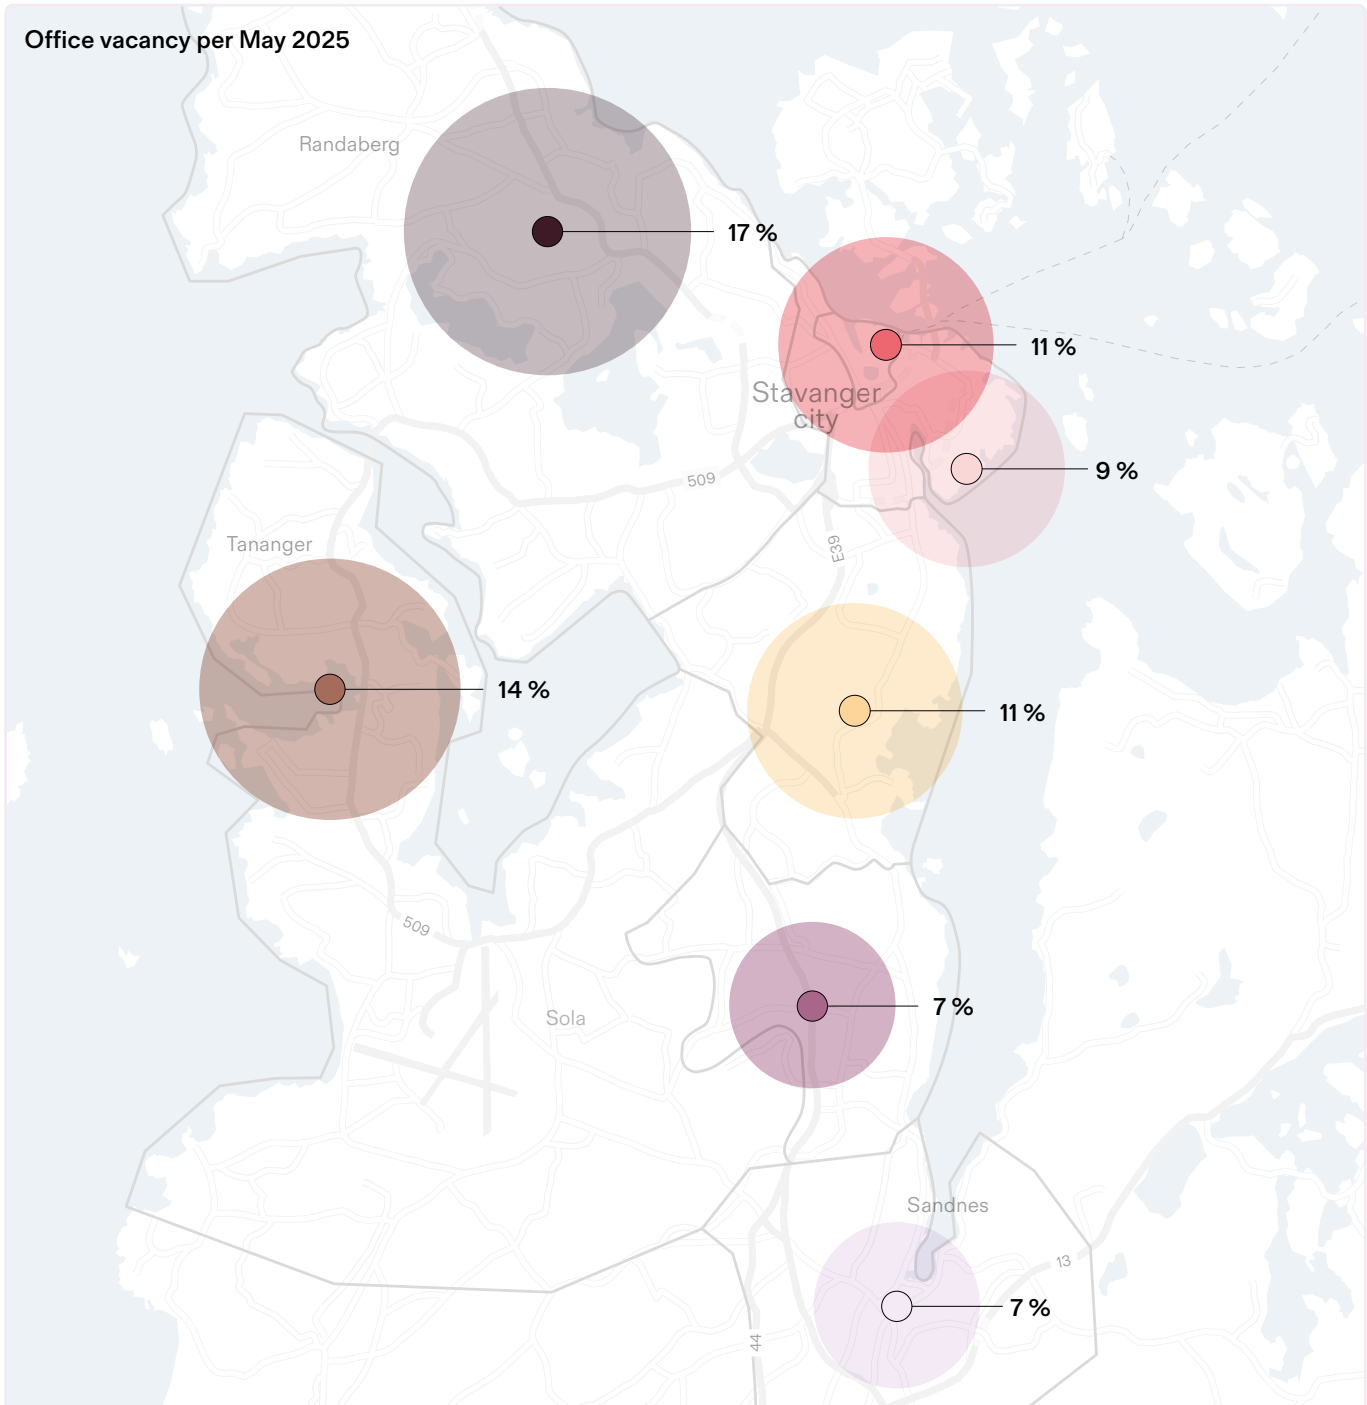 Office vacancy per May 2025
Randaberg
17 %
11 %
Stavanger
city
9 %
509
E39
Tananger
14 %
11 %
509
7 %
Sola
Sandnes
13
7 %
44